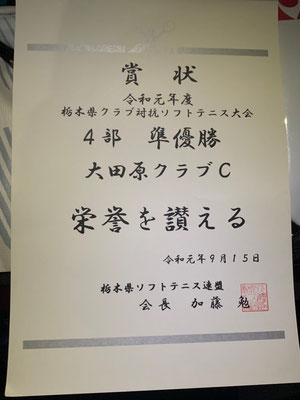 賞状
令和元年度
栃木県クラブ対抗ソフトテニス大会
4部 準優勝
大田原クラブC
栄誉を讃える
令和元年9月15日
栃木県ソフトテニス連盟
会長 加藤 勉